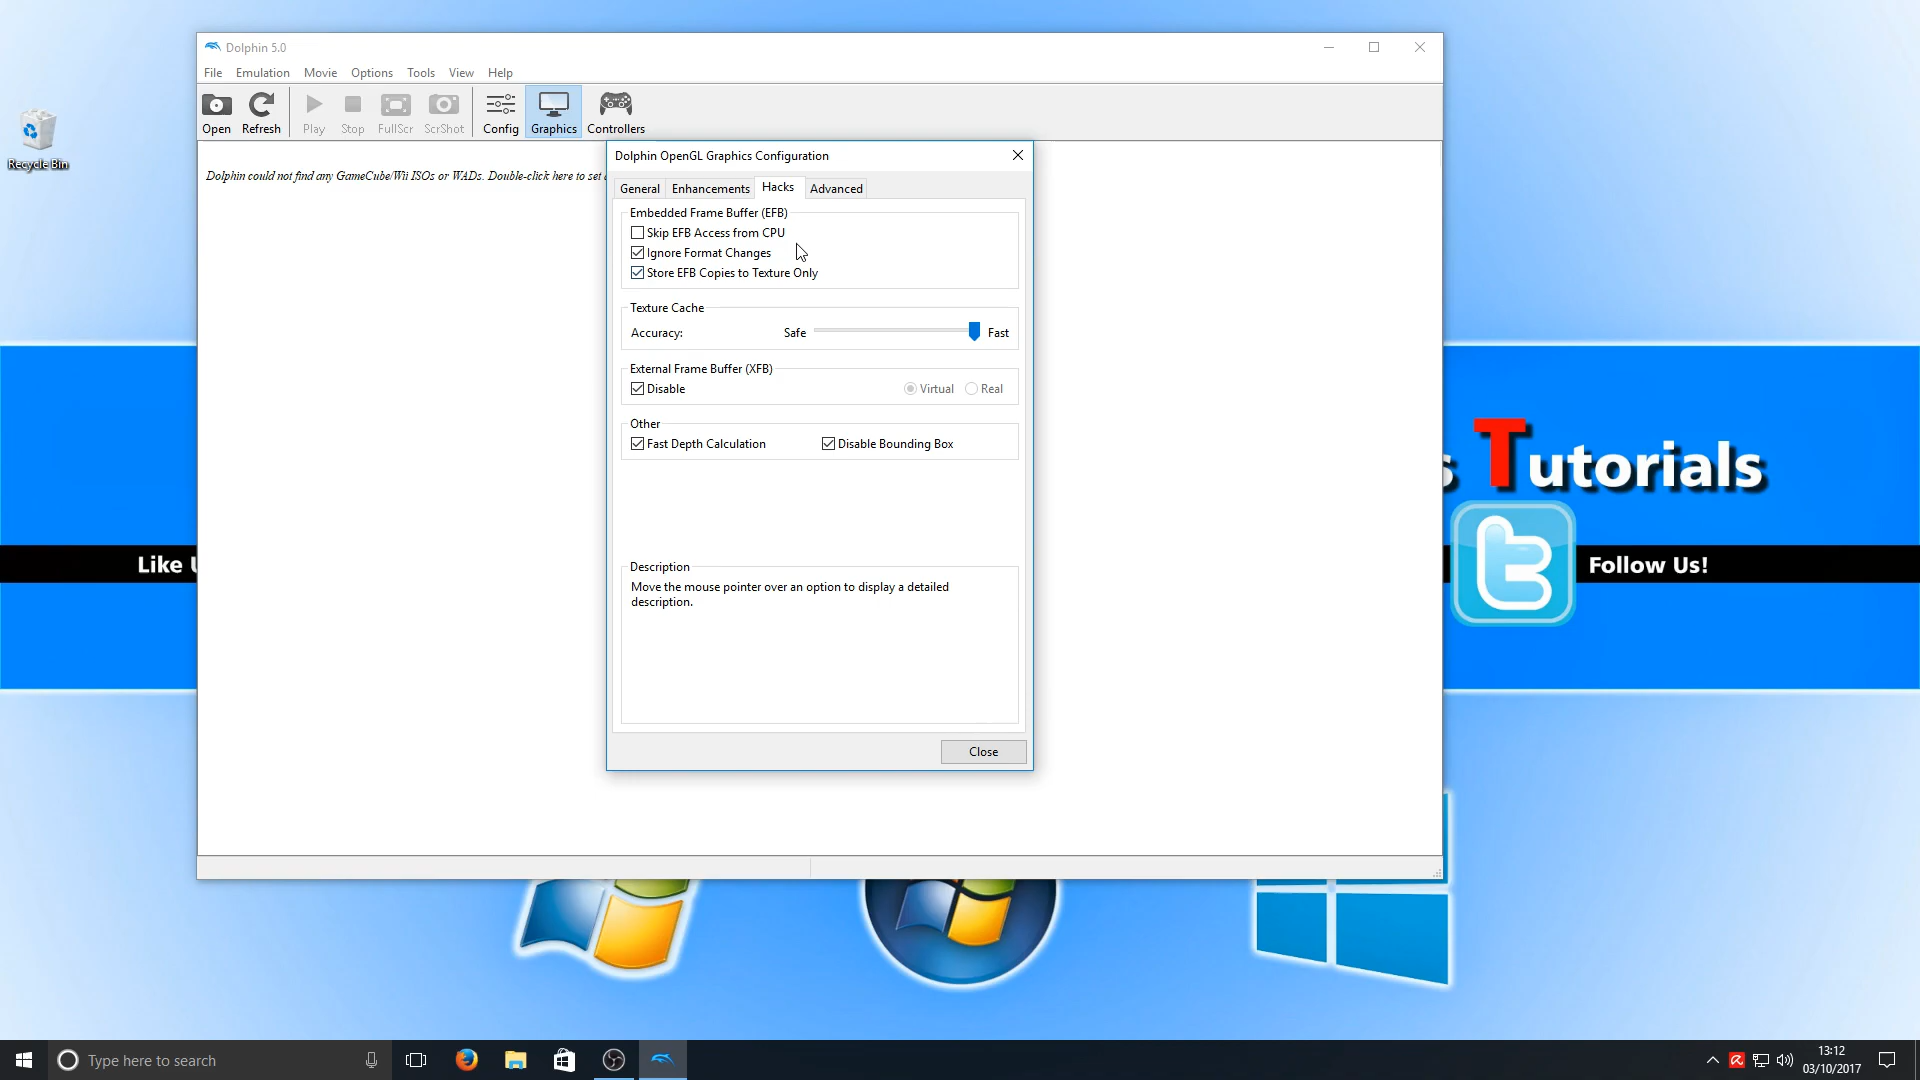 Dolphin 5.0
File Emulation Movie Options Tools View Help
Open Refresh Play Stop FullScr ScrShot Config Graphics Controllers
Recycle Bin
Dolphin could not find any GameCube/Wii ISOs or WADs. Double-click here to set
Dolphin OpenGL Graphics Configuration
General Enhancements Hacks Advanced
Embedded Frame Buffer (EFB)
Skip EFB Access from CPU
Ignore Format Changes
Store EFB Copies to Texture Only
Texture Cache
Accuracy: Safe Fast
External Frame Buffer (XFB)
Disable Virtual Real
Other
Fast Depth Calculation Disable Bounding Box
Description
Move the mouse pointer over an option to display a detailed
description.
Close
s Tutorials
Like
Follow Us!
Type here to search
13:12
03/10/2017